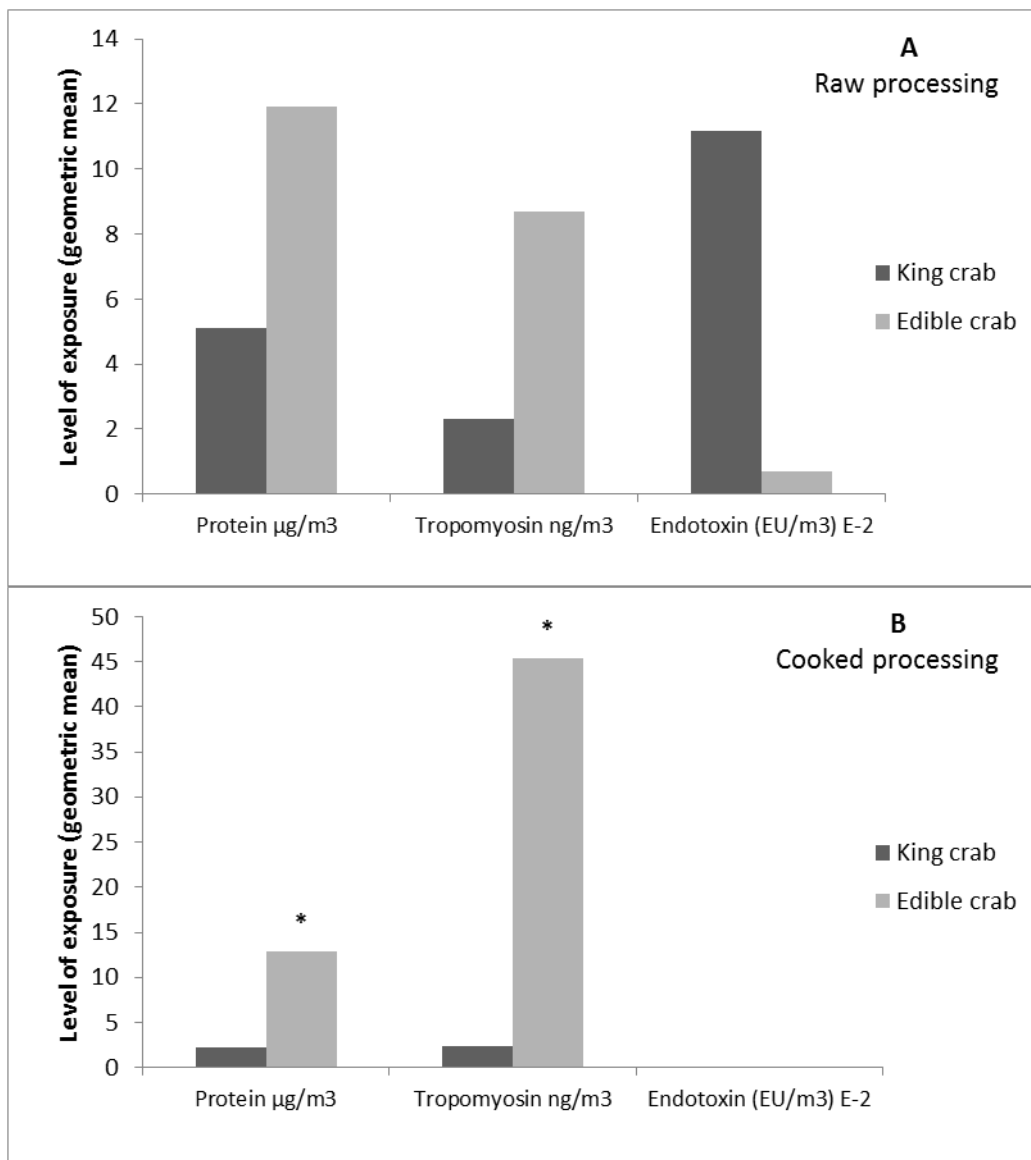 A
Raw processing
Level of exposure (geometric mean)
14
12
10
8
6
4
2
0
King crab
Edible crab
Protein µg/m3
Tropomyosin ng/m3
Endotoxin (EU/m3) E-2
B
Cooked processing
Level of exposure (geometric mean)
50
45
40
35
30
25
20
15
10
5
0
*
*
King crab
Edible crab
Protein µg/m3
Tropomyosin ng/m3
Endotoxin (EU/m3) E-2